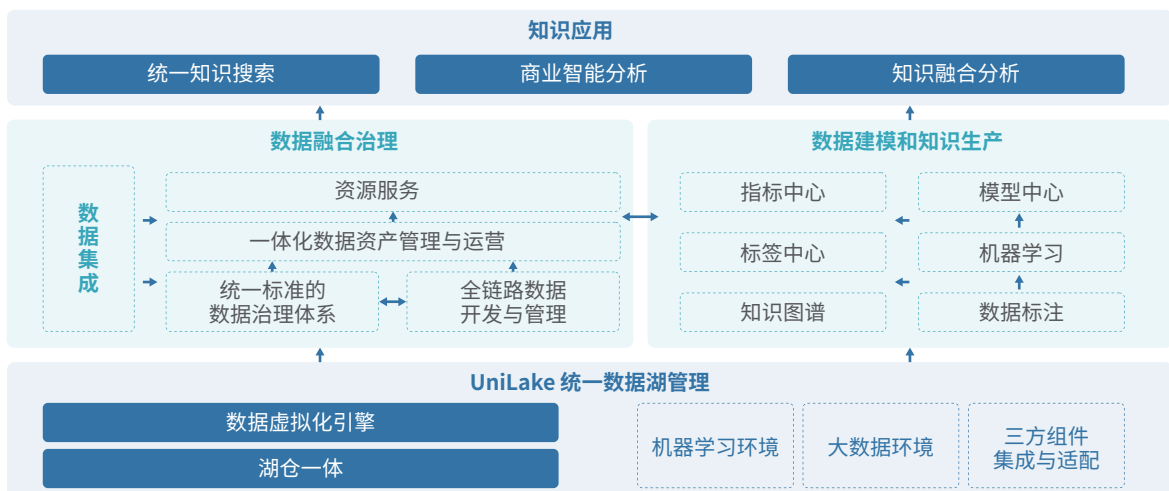 知识应用
统一知识搜索
商业智能分析
知识融合分析
数据融合治理
数据集成
资源服务
一体化数据资产管理与运营
统一标准的
数据治理体系
全链路数据
开发与管理
数据建模和知识生产
指标中心
模型中心
标签中心
机器学习
知识图谱
数据标注
UniLake 统一数据湖管理
数据虚拟化引擎
湖仓一体
机器学习环境
大数据环境
三方组件
集成与适配